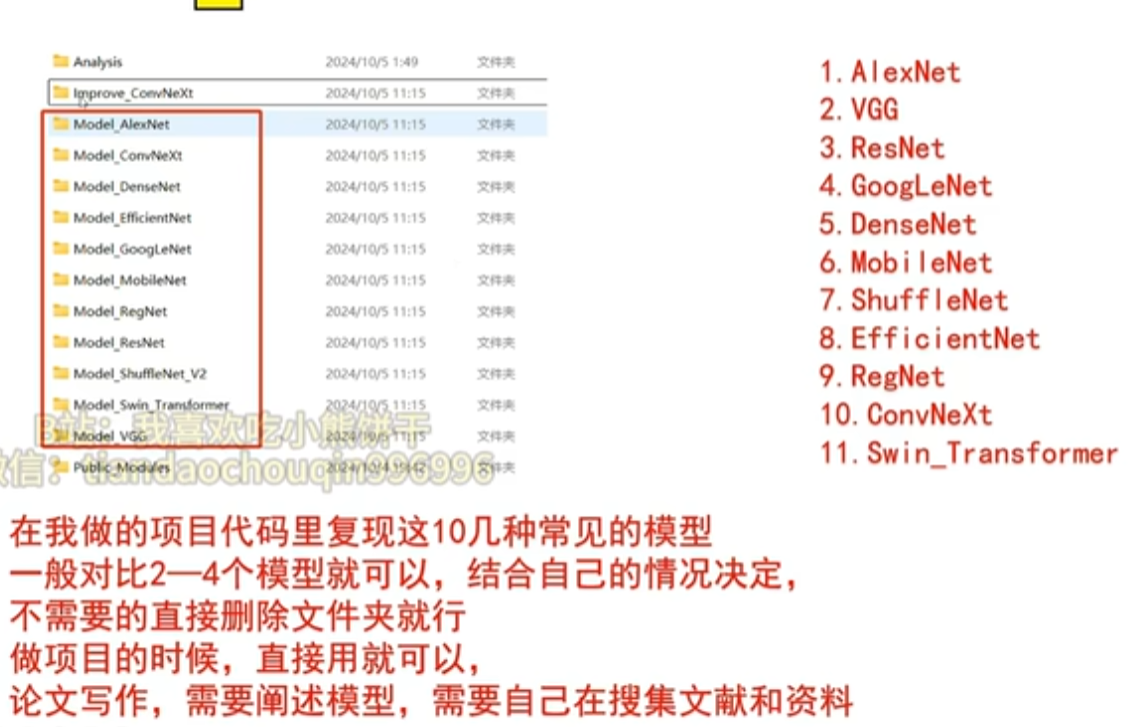 Analysis 2024/10/5 1:49 文件夹
Improve_ConvNeXt 2024/10/5 11:15 文件夹
Model_AlexNet 2024/10/5 11:15 文件夹
Model_ConvNeXt 2024/10/5 11:15 文件夹
Model_DenseNet 2024/10/5 11:15 文件夹
Model_EfficientNet 2024/10/5 11:15 文件夹
Model_GoogLeNet 2024/10/5 11:15 文件夹
Model_MobileNet 2024/10/5 11:15 文件夹
Model_RegNet 2024/10/5 11:15 文件夹
Model_ResNet 2024/10/5 11:15 文件夹
Model_ShuffleNet_V2 2024/10/5 11:15 文件夹
Model_Swin_Transformer 2024/10/5 11:15 文件夹
B站：我喜欢吃小熊饼干
Model_VGG 2024/10/5 11:15 文件夹
信：tiandaochouqin996996
Public_Modules 2024/10/4 19:42 文件夹
1.AlexNet
2.VGG
3.ResNet
4.GoogLeNet
5.DenseNet
6.MobileNet
7.ShuffleNet
8.EfficientNet
9.RegNet
10.ConvNeXt
11.Swin_Transformer
在我做的项目代码里复现这10几种常见的模型
一般对比2—4个模型就可以，结合自己的情况决定，
不需要的直接删除文件夹就行
做项目的时候，直接用就可以，
论文写作，需要阐述模型，需要自己在搜集文献和资料